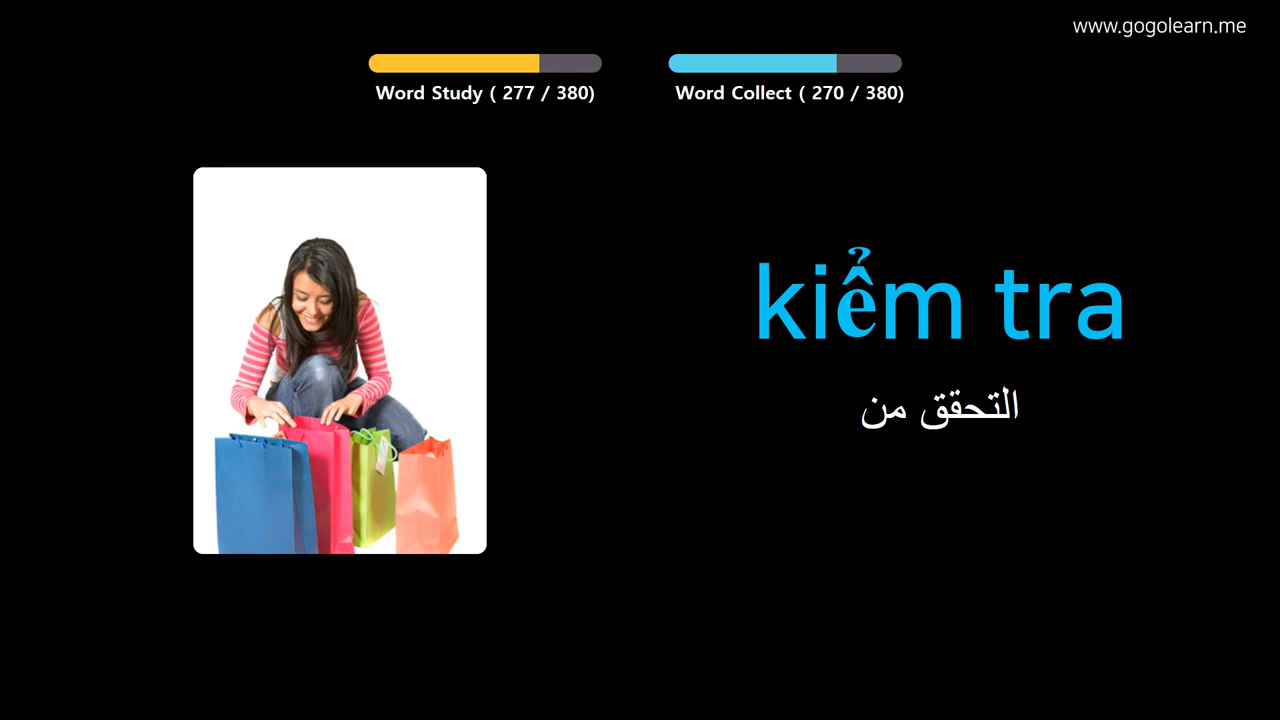 www.gogolearn.me
Word Study ( 277 / 380)
Word Collect ( 270 / 380)
kiểm tra
التحقق من